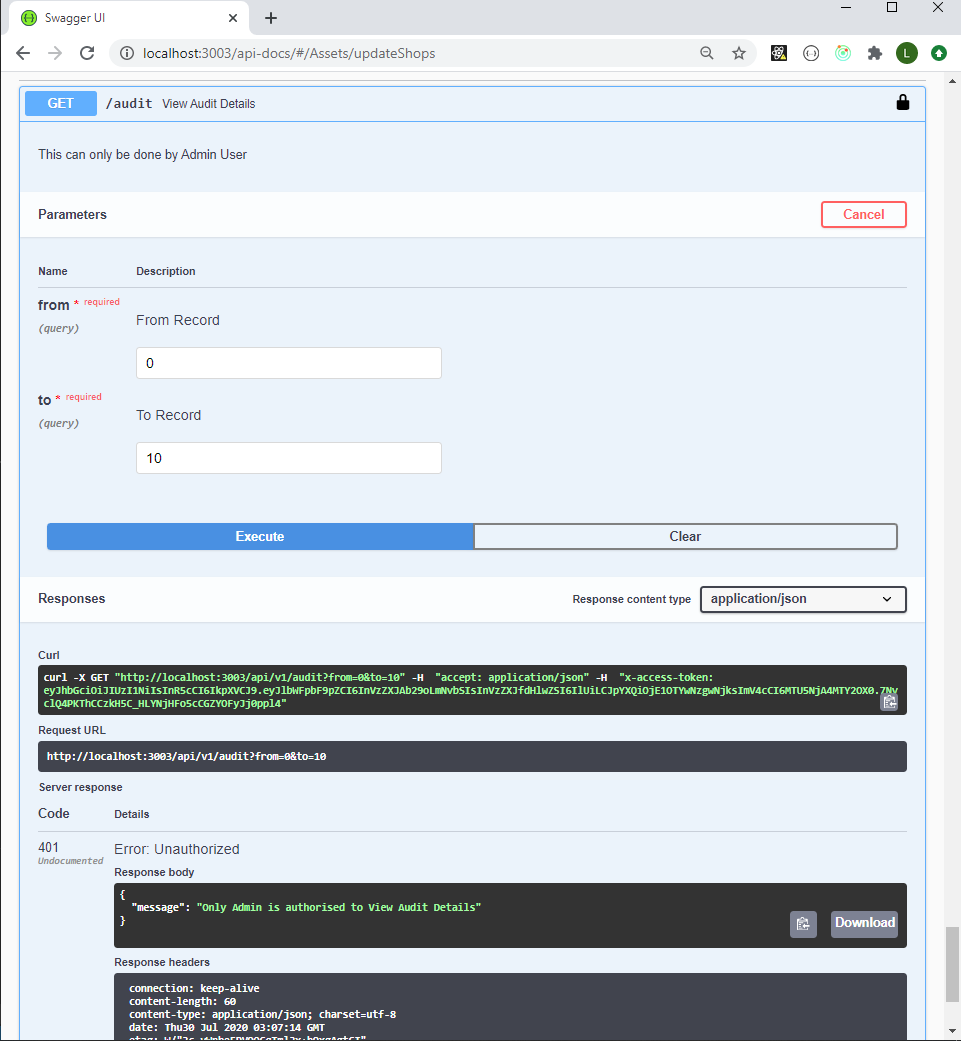 Swagger UI
localhost:3003/api-docs/#/Assets/updateShops
L
GET /audit View Audit Details
This can only be done by Admin User
Parameters
Cancel
Name Description
from * required
(query)
From Record
0
to * required
(query)
To Record
10
Execute Clear
Responses
Response content type application/json
Curl
curl -X GET "http://localhost:3003/api/v1/audit?from=0&to=10" -H "accept: application/json" -H "x-access-token:
Request URL
http://localhost:3003/api/v1/audit?from=0&to=10
Server response
Code Details
401
Undocumented
Error: Unauthorized
Response body
{
"message": "Only Admin is authorised to View Audit Details"
}
Download
Response headers
connection: keep-alive
content-length: 60
content-type: application/json; charset=utf-8
date: Thu30 Jul 2020 03:07:14 GMT